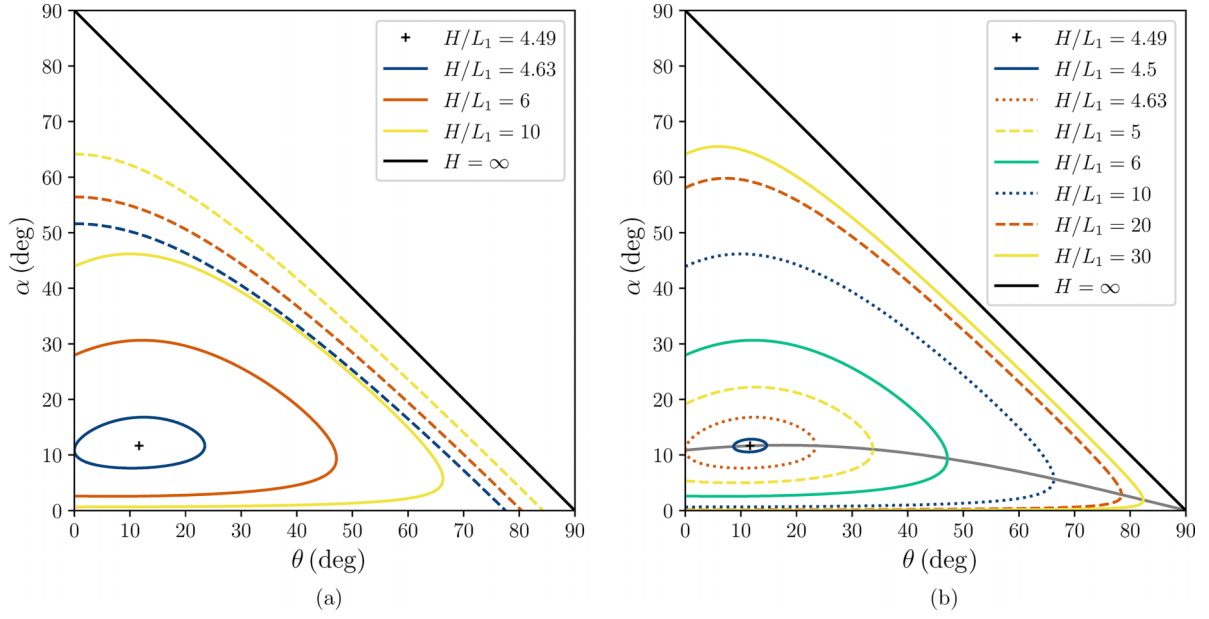 90
80
70
60
50
40
30
20
10
0
α (deg)
0 10 20 30 40 50 60 70 80 90
θ (deg)
H/L₁ = 4.49
H/L₁ = 4.63
H/L₁ = 6
H/L₁ = 10
H = ∞
(a)
90
80
70
60
50
40
30
20
10
0
α (deg)
0 10 20 30 40 50 60 70 80 90
θ (deg)
H/L₁ = 4.49
H/L₁ = 4.5
H/L₁ = 4.63
H/L₁ = 5
H/L₁ = 6
H/L₁ = 10
H/L₁ = 20
H/L₁ = 30
H = ∞
(b)